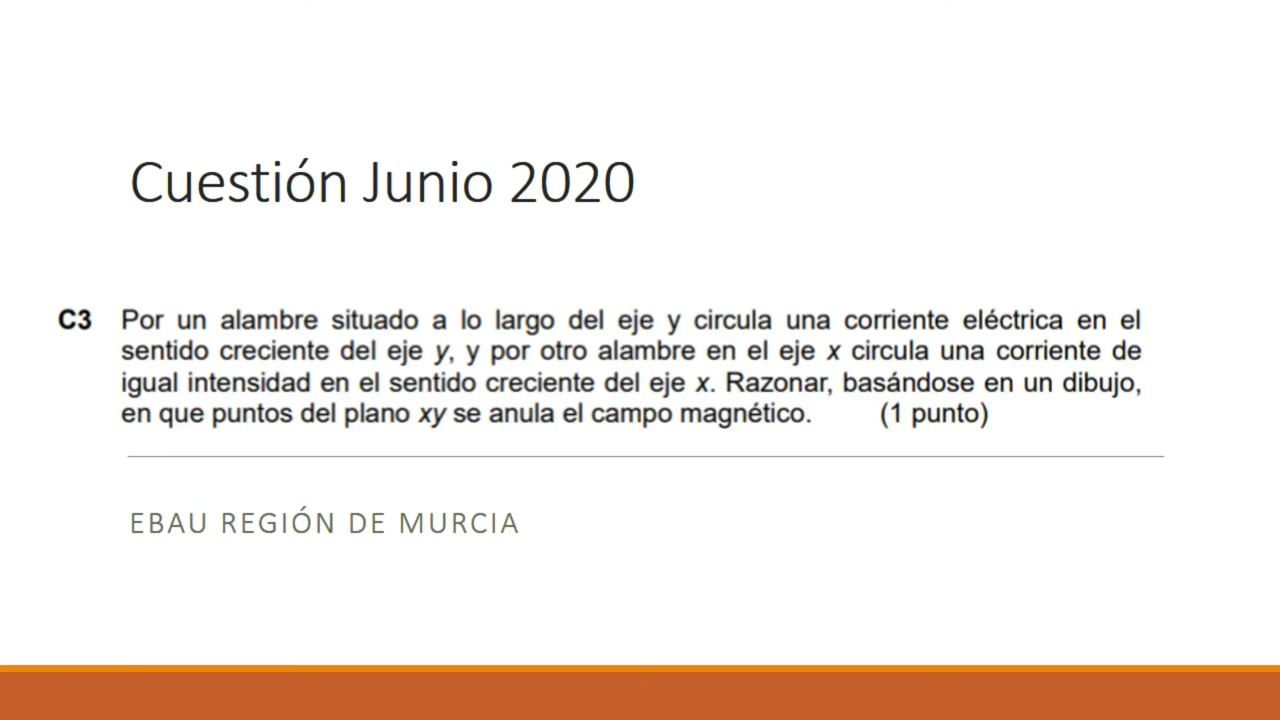 Cuestión Junio 2020
C3 Por un alambre situado a lo largo del eje y circula una corriente eléctrica en el
sentido creciente del eje y, y por otro alambre en el eje x circula una corriente de
igual intensidad en el sentido creciente del eje x. Razonar, basándose en un dibujo,
en que puntos del plano xy se anula el campo magnético. (1 punto)
EBAU REGIÓN DE MURCIA